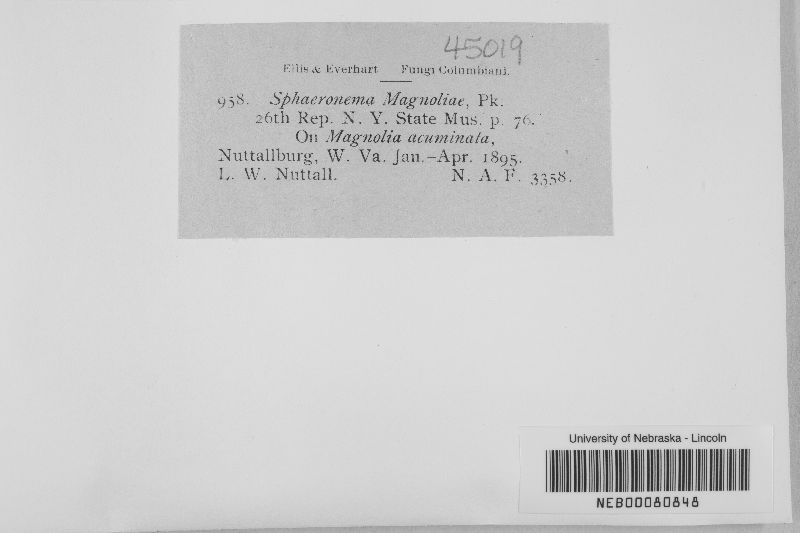 45019
Ellis & Everhart Fungi Columbiani.
958. Sphaeronema Magnoliae, Pk.
26th Rep. N. Y. State Mus. p. 76.
On Magnolia acuminata,
Nuttallburg, W. Va. Jan.–Apr. 1895.
L. W. Nuttall. N. A. F. 3358.
University of Nebraska - Lincoln
NEB00080848